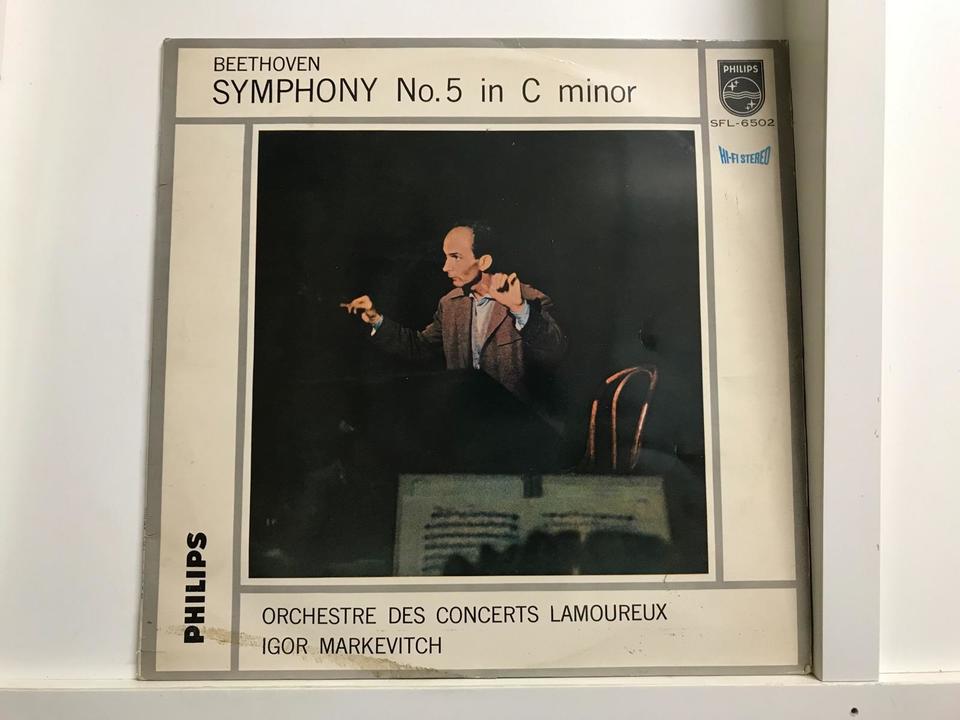 BEETHOVEN
SYMPHONY No.5 in C minor
PHILIPS
SFL-6502
HI-FI STEREO
PHILIPS
ORCHESTRE DES CONCERTS LAMOUREUX
IGOR MARKEVITCH